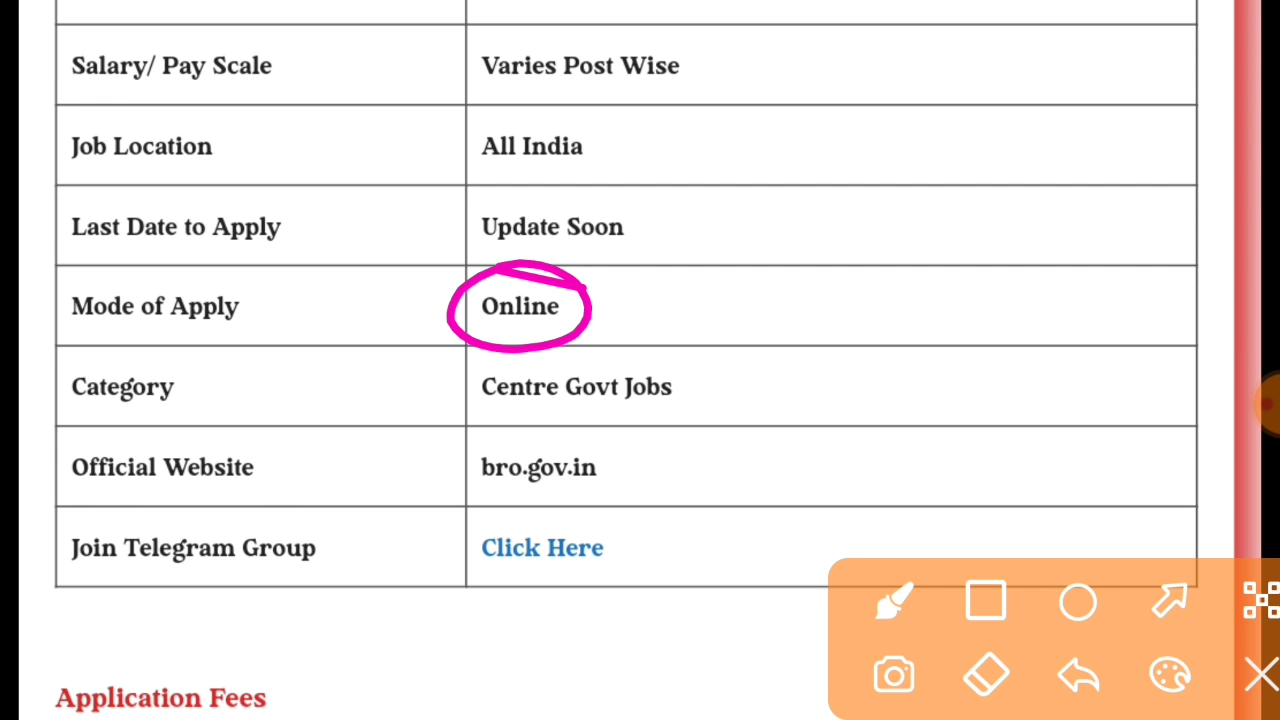 Salary/ Pay Scale Varies Post Wise
Job Location All India
Last Date to Apply Update Soon
Mode of Apply Online
Category Centre Govt Jobs
Official Website bro.gov.in
Join Telegram Group Click Here
Application Fees